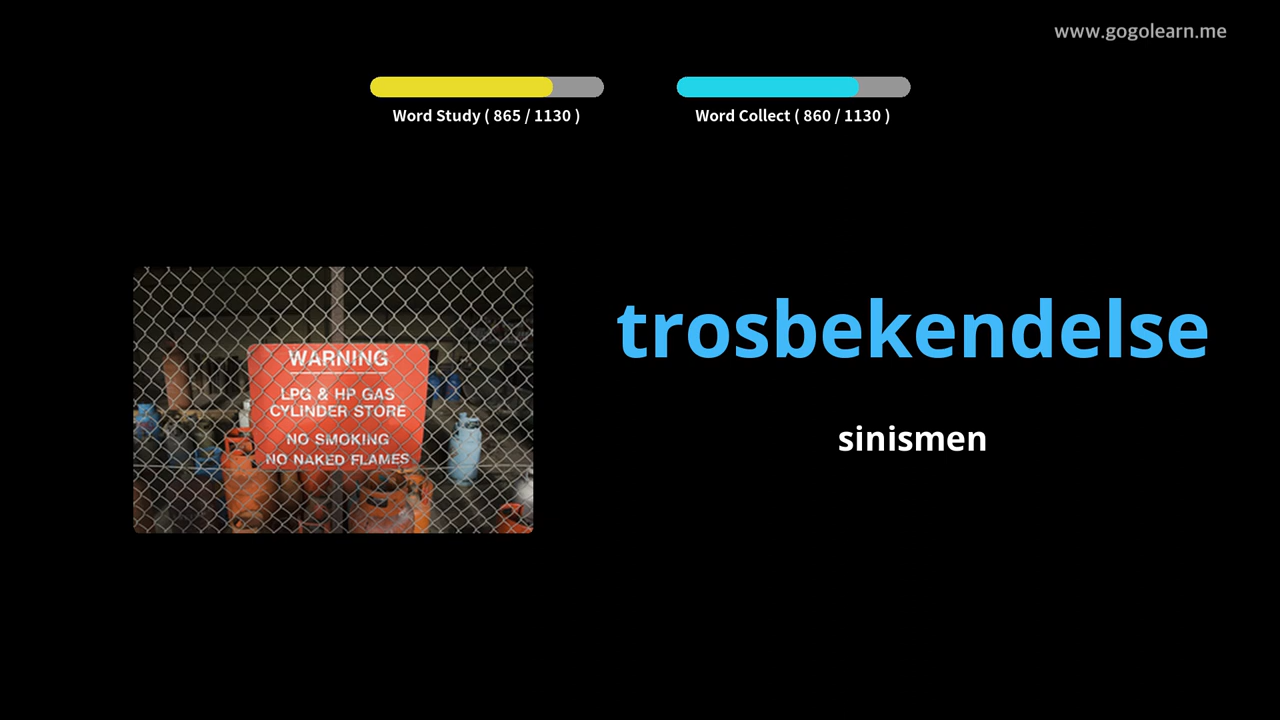 www.gogolearn.me
Word Study ( 865 / 1130 )
Word Collect ( 860 / 1130 )
trosbekendelse
sinismen
WARNING
LPG & HP GAS
CYLINDER STORE
NO SMOKING
NO NAKED FLAMES